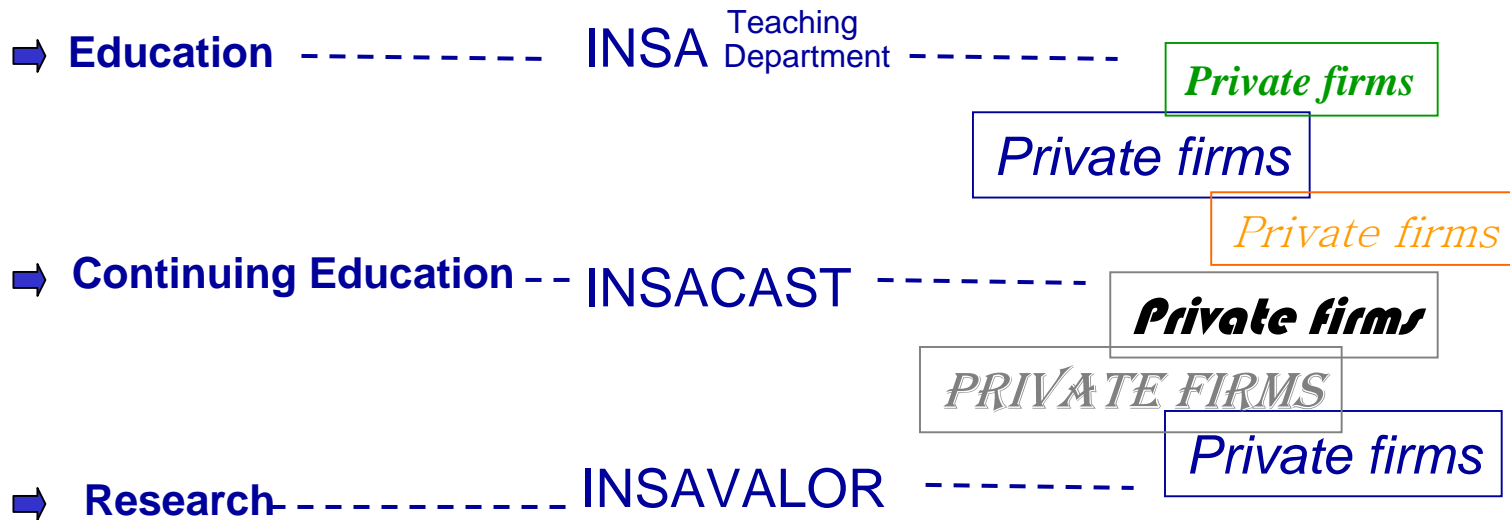 Education INSA Teaching Department
Private firms
Private firms
Private firms
Continuing Education INSACAST
Private firms
PRIVATE FIRMS
Private firms
Research INSAVALOR